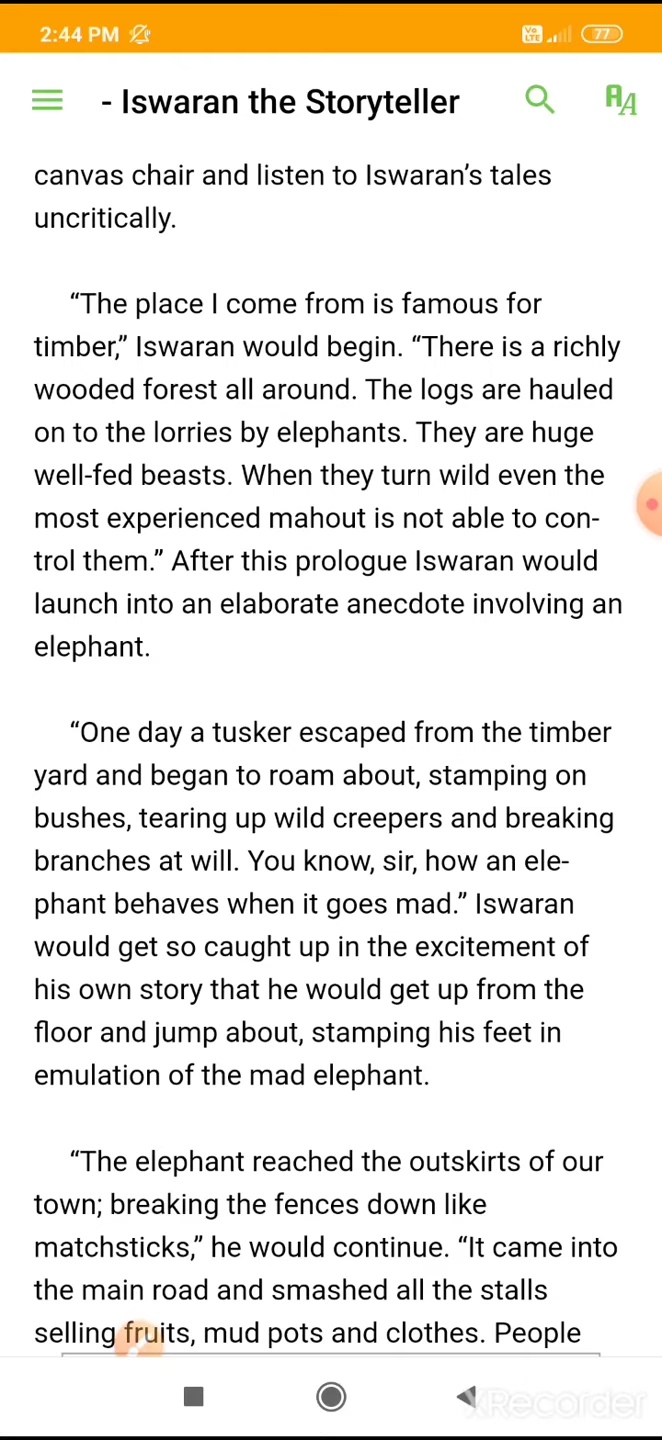 2:44 PM
Vo LTE
77
- Iswaran the Storyteller
AA
canvas chair and listen to Iswaran’s tales
uncritically.
“The place I come from is famous for
timber,” Iswaran would begin. “There is a richly
wooded forest all around. The logs are hauled
on to the lorries by elephants. They are huge
well-fed beasts. When they turn wild even the
most experienced mahout is not able to con-
trol them.” After this prologue Iswaran would
launch into an elaborate anecdote involving an
elephant.
“One day a tusker escaped from the timber
yard and began to roam about, stamping on
bushes, tearing up wild creepers and breaking
branches at will. You know, sir, how an ele-
phant behaves when it goes mad.” Iswaran
would get so caught up in the excitement of
his own story that he would get up from the
floor and jump about, stamping his feet in
emulation of the mad elephant.
“The elephant reached the outskirts of our
town; breaking the fences down like
matchsticks,” he would continue. “It came into
the main road and smashed all the stalls
selling fruits, mud pots and clothes. People
XRecorder